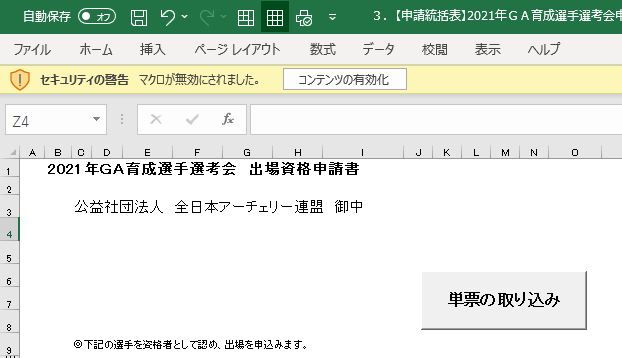 自動保存 オフ 3．【申請統括表】2021年ＧＡ育成選手選考会申
ファイル ホーム 挿入 ページ レイアウト 数式 データ 校閲 表示 ヘルプ
セキュリティの警告 マクロが無効にされました。 コンテンツの有効化
Z4 fx
A B C D E F G H I J K L M N O
1 2021年GA育成選手選考会 出場資格申請書
2
3 公益社団法人 全日本アーチェリー連盟 御中
4
5
6
7 単票の取り込み
8
9 ◎下記の選手を資格者として認め、出場を申込みます。